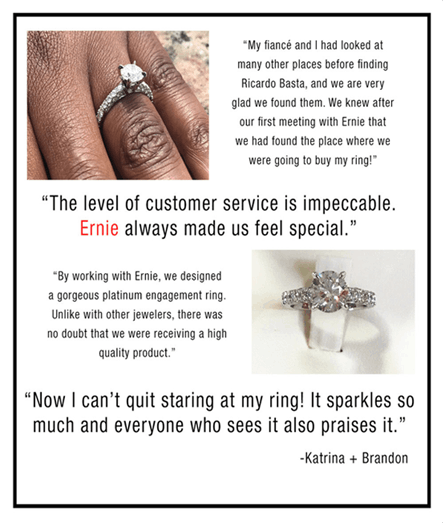 “My fiancé and I had looked at
many other places before finding
Ricardo Basta, and we are very
glad we found them. We knew after
our first meeting with Ernie that
we had found the place where we
were going to buy my ring!”
“The level of customer service is impeccable.
Ernie always made us feel special.”
“By working with Ernie, we designed
a gorgeous platinum engagement ring.
Unlike with other jewelers, there was
no doubt that we were receiving a high
quality product.”
“Now I can’t quit staring at my ring! It sparkles so
much and everyone who sees it also praises it.”
-Katrina + Brandon